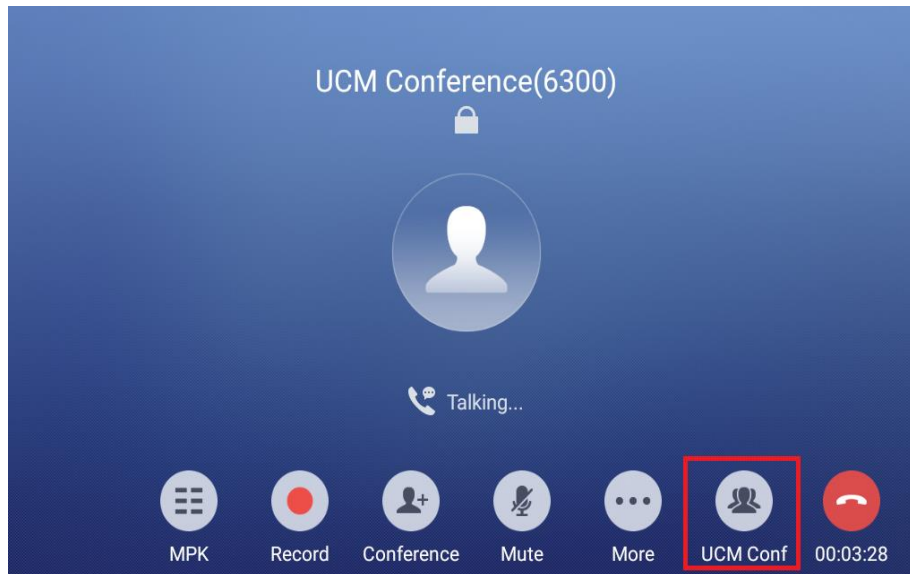 UCM Conference(6300)
Talking...
MPK Record Conference Mute More UCM Conf 00:03:28